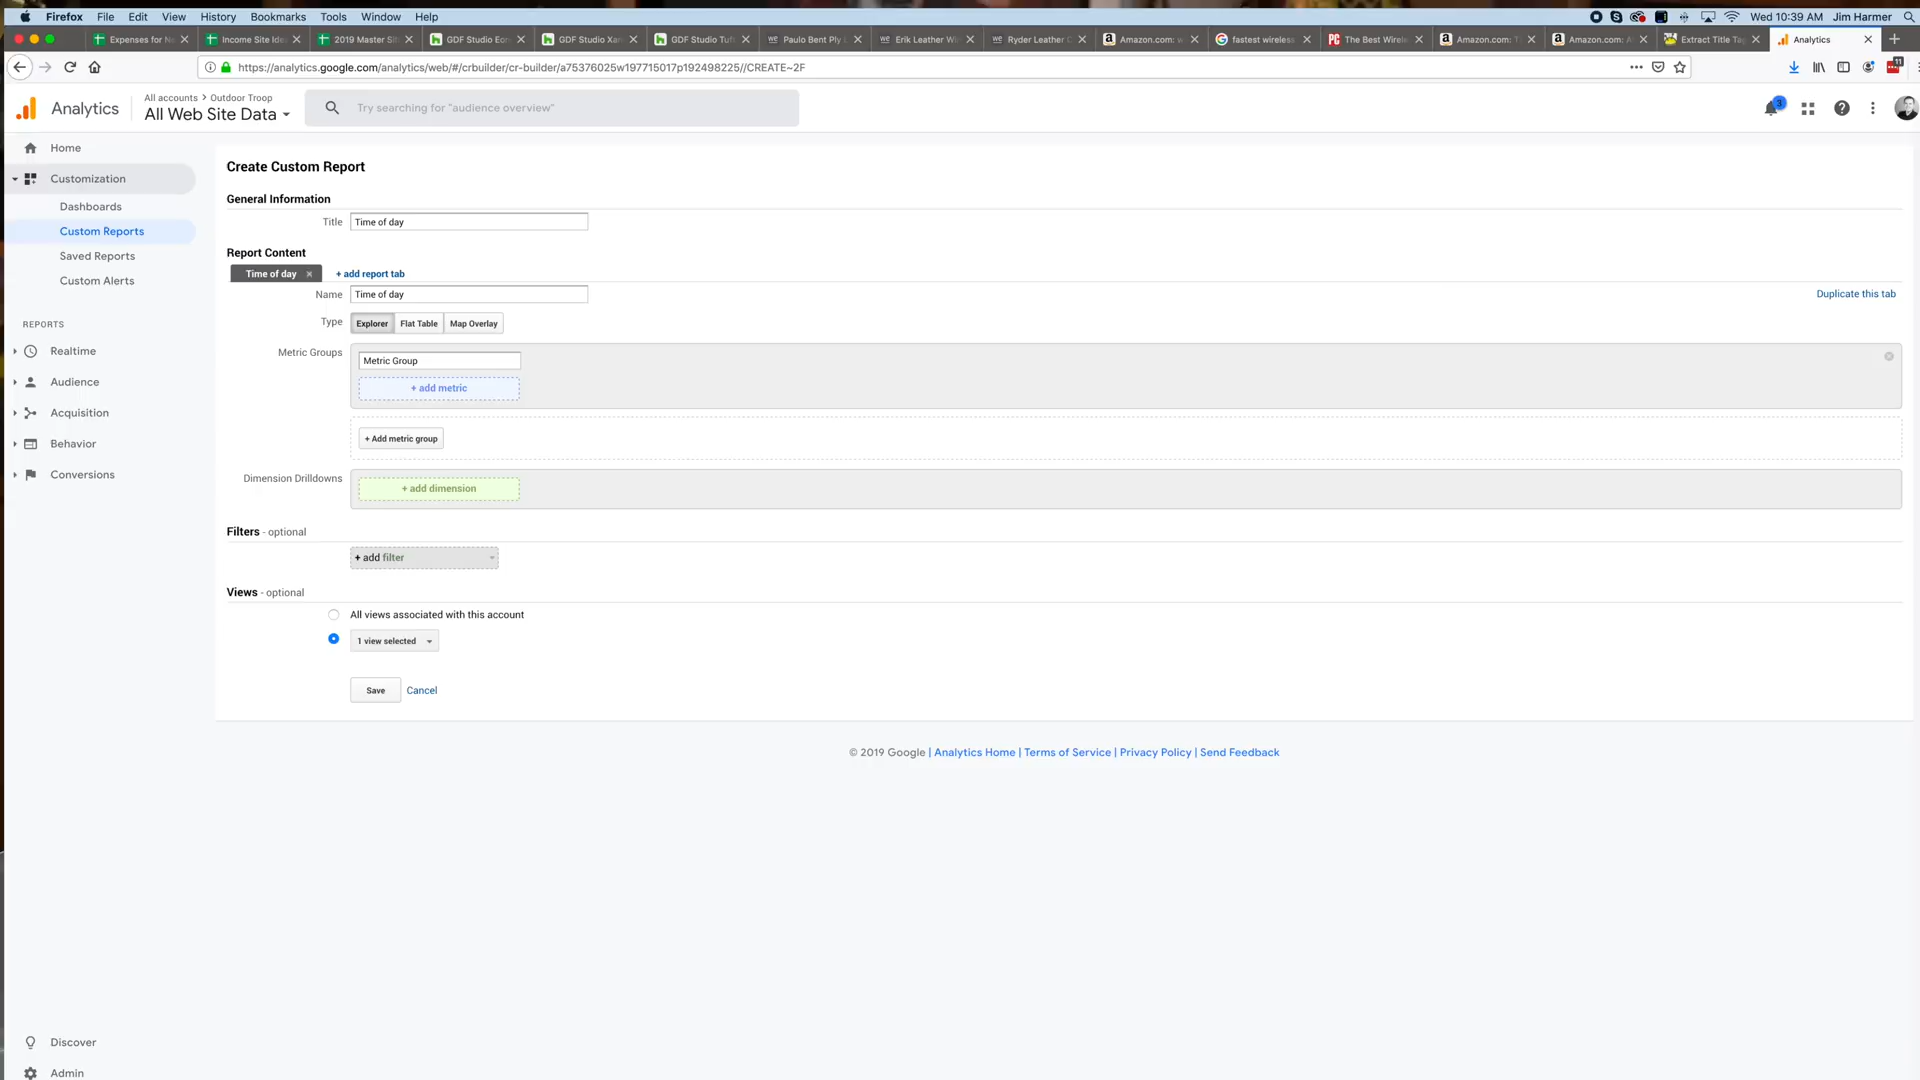 Firefox File Edit View History Bookmarks Tools Window Help Wed 10:39 AM Jim Harmer
Expenses for N Income Site Ide 2019 Master Si GDF Studio Eor GDF Studio Xa GDF Studio Tuf Paulo Bent Ply Erik Leather W Ryder Leather C Amazon.com: w fastest wireless The Best Wirele Amazon.com: T Amazon.com: A Extract Title Ta Analytics
https://analytics.google.com/analytics/web/#/crbuilder/cr-builder/a75376025w197715017p192498225//CREATE~2F 11
Analytics
All accounts > Outdoor Troop
All Web Site Data
Try searching for "audience overview"
3
Home
Customization
Dashboards
Custom Reports
Saved Reports
Custom Alerts
REPORTS
Realtime
Audience
Acquisition
Behavior
Conversions
Discover
Admin
Create Custom Report
General Information
Title Time of day
Report Content
Time of day + add report tab
Name Time of day Duplicate this tab
Type Explorer Flat Table Map Overlay
Metric Groups Metric Group
+ add metric
+ Add metric group
Dimension Drilldowns + add dimension
Filters - optional
+ add filter
Views - optional
All views associated with this account
1 view selected
Save Cancel
© 2019 Google | Analytics Home | Terms of Service | Privacy Policy | Send Feedback